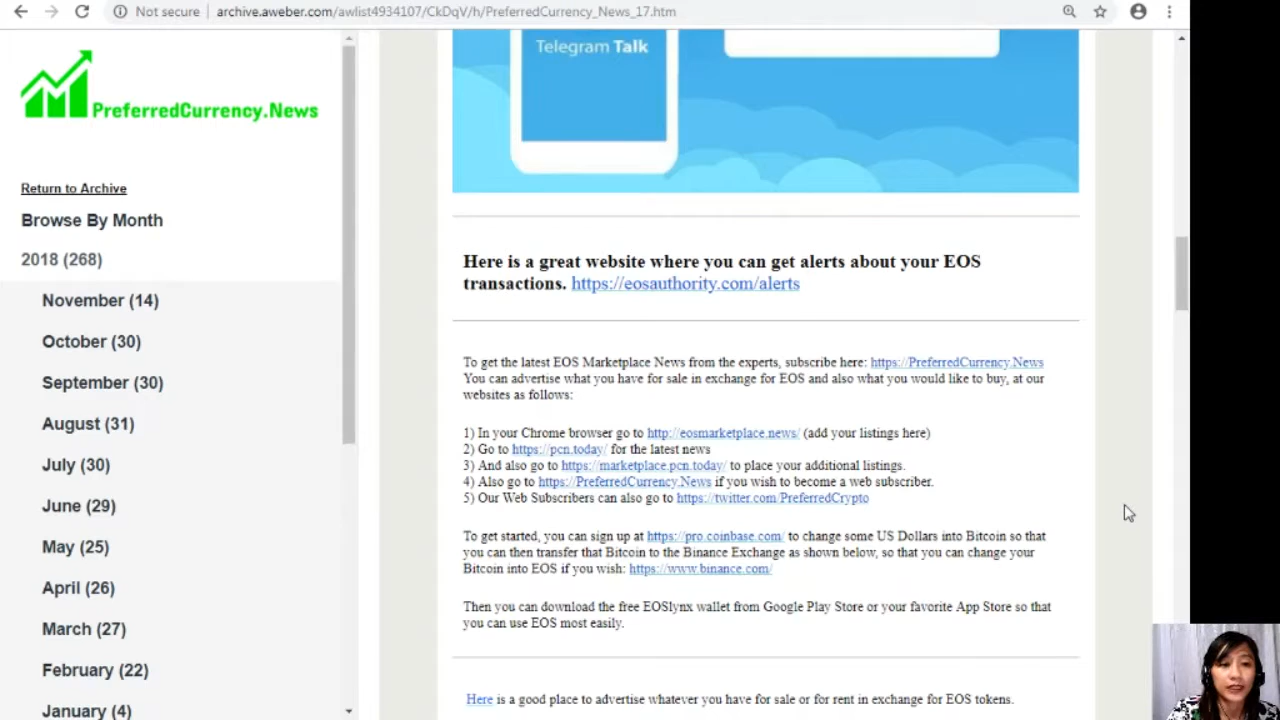 Not secure | archive.aweber.com/awlist4934107/CkDqV/h/PreferredCurrency_News_17.htm
PreferredCurrency.News
Return to Archive
Browse By Month
2018 (268)
November (14)
October (30)
September (30)
August (31)
July (30)
June (29)
May (25)
April (26)
March (27)
February (22)
January (4)
Telegram Talk
Here is a great website where you can get alerts about your EOS
transactions. https://eosauthority.com/alerts
To get the latest EOS Marketplace News from the experts, subscribe here: https://PreferredCurrency.News
You can advertise what you have for sale in exchange for EOS and also what you would like to buy, at our
websites as follows:
1) In your Chrome browser go to http://eosmarketplace.news/ (add your listings here)
2) Go to https://pcn.today/ for the latest news
3) And also go to https://marketplace.pcn.today/ to place your additional listings.
4) Also go to https://PreferredCurrency.News if you wish to become a web subscriber.
5) Our Web Subscribers can also go to https://twitter.com/PreferredCrypto
To get started, you can sign up at https://pro.coinbase.com/ to change some US Dollars into Bitcoin so that
you can then transfer that Bitcoin to the Binance Exchange as shown below, so that you can change your
Bitcoin into EOS if you wish: https://www.binance.com/
Then you can download the free EOSlynx wallet from Google Play Store or your favorite App Store so that
you can use EOS most easily.
Here is a good place to advertise whatever you have for sale or for rent in exchange for EOS tokens.